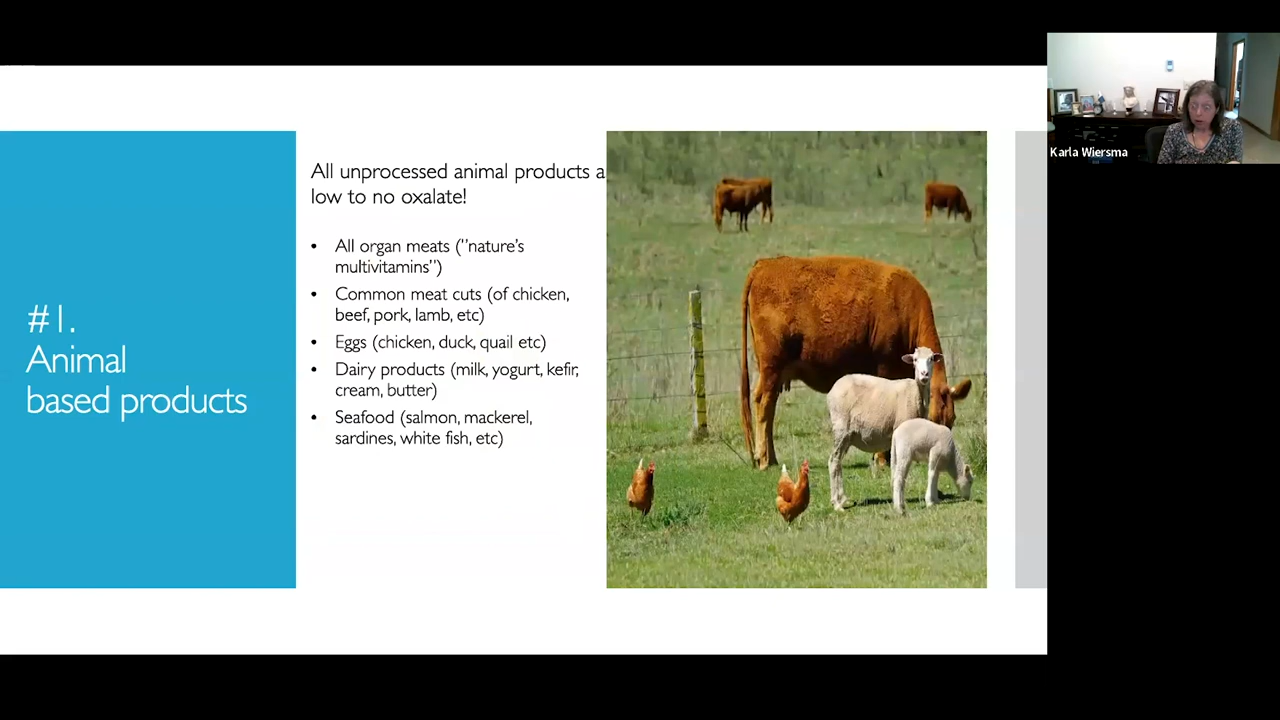 #1.
Animal
based products
All unprocessed animal products a
low to no oxalate!
• All organ meats (”nature’s
multivitamins”)
• Common meat cuts (of chicken,
beef, pork, lamb, etc)
• Eggs (chicken, duck, quail etc)
• Dairy products (milk, yogurt, kefir,
cream, butter)
• Seafood (salmon, mackerel,
sardines, white fish, etc)
Karla Wiersma